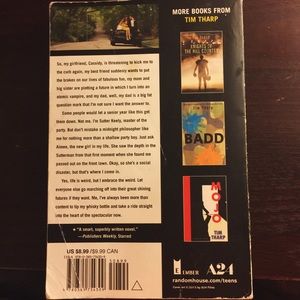 MORE BOOKS FROM
TIM THARP
KNIGHTS OF
THE HILL COUNTRY
BADD
MOJO
TIM
THARP
So, my girlfriend, Cassidy, is threatening to kick me to
the curb again, my best friend suddenly wants to put
the brakes on our lives of fabulous fun, my mom and
big sister are plotting a future in which I turn into an
atomic vampire, and my dad, well, my dad is a big fat
question mark that I'm not sure I want the answer to.
Some people would let a senior year like this get
them down. Not me. I'm Sutter Keely, master of the
party. But don't mistake a midnight philosopher like
me for nothing more than a shallow party boy. Just ask
Aimee, the new girl in my life. She saw the depth in the
Sutterman from that first moment when she found me
passed out on the front lawn. Okay, so she's a social
disaster, but that's where I come in.
Yes, life is weird, but I embrace the weird. Let
everyone else go marching off into their great shining
futures if they want. Me, I've always been more than
content to tip my whisky bottle and take a ride straight
into the heart of the spectacular now.
"A smart, superbly written novel."
—Publishers Weekly, Starred
US $9.99/$9.99 CAN
EMBER
A24
randomhouse.com/teens